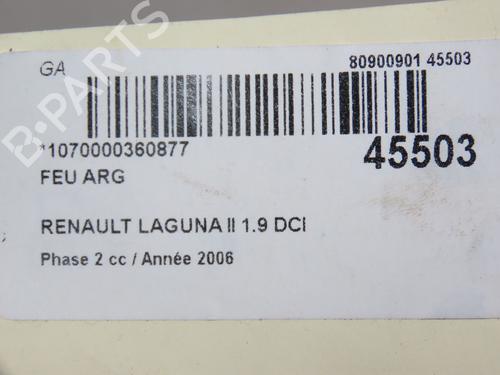 GA 80900901 45503
*1070000360877 45503
FEU ARG
RENAULT LAGUNA II 1.9 DCI
Phase 2 cc / Année 2006
B-PARTS